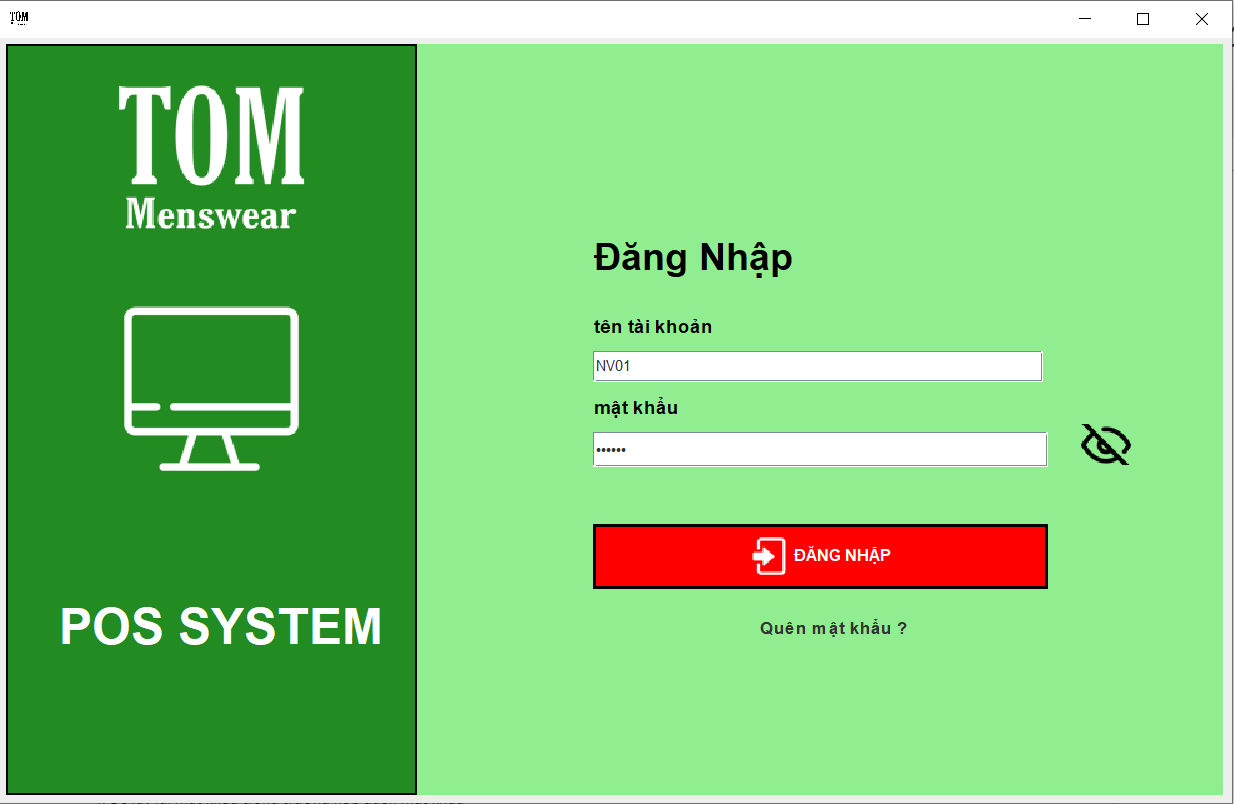 TOM
TOM
Menswear
POS SYSTEM
Đăng Nhập
tên tài khoản
NV01
mật khẩu
••••••
ĐĂNG NHẬP
Quên mật khẩu ?